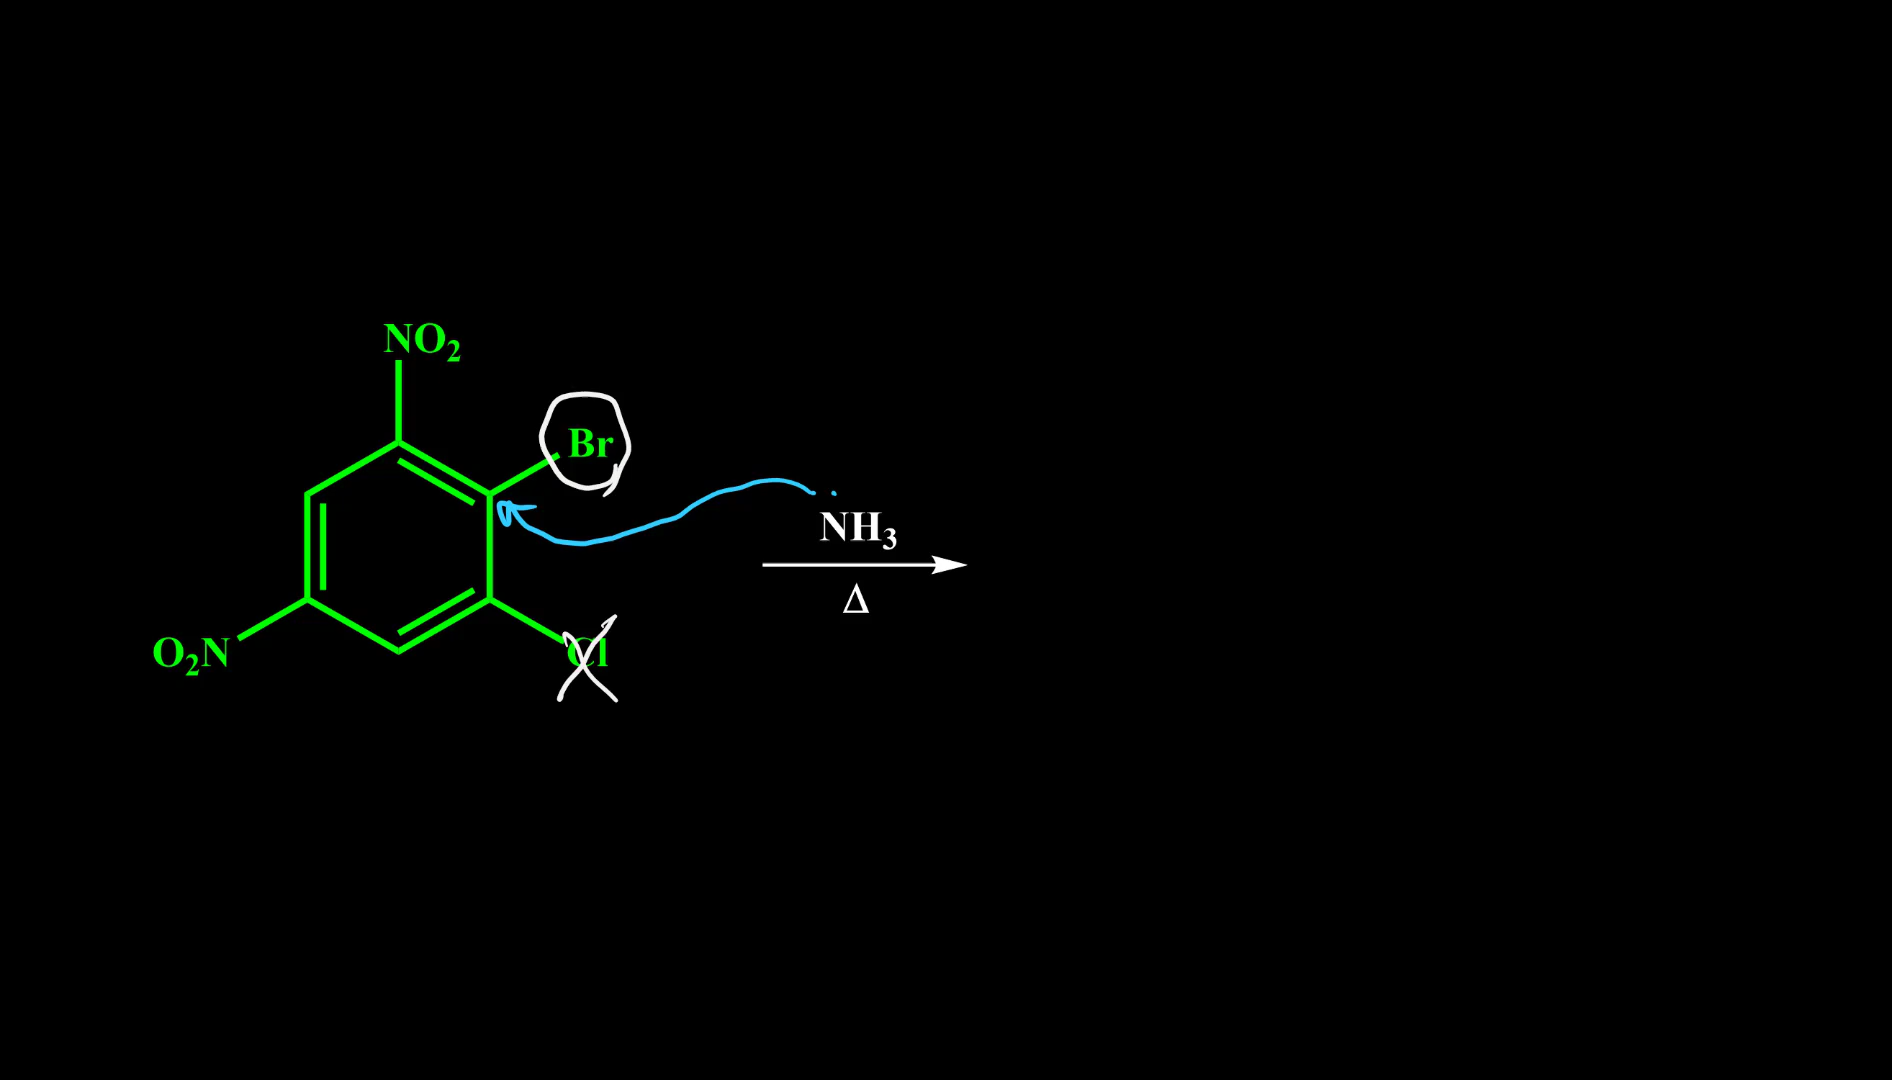 NO₂
Br
NH₃
Δ
O₂N
Cl